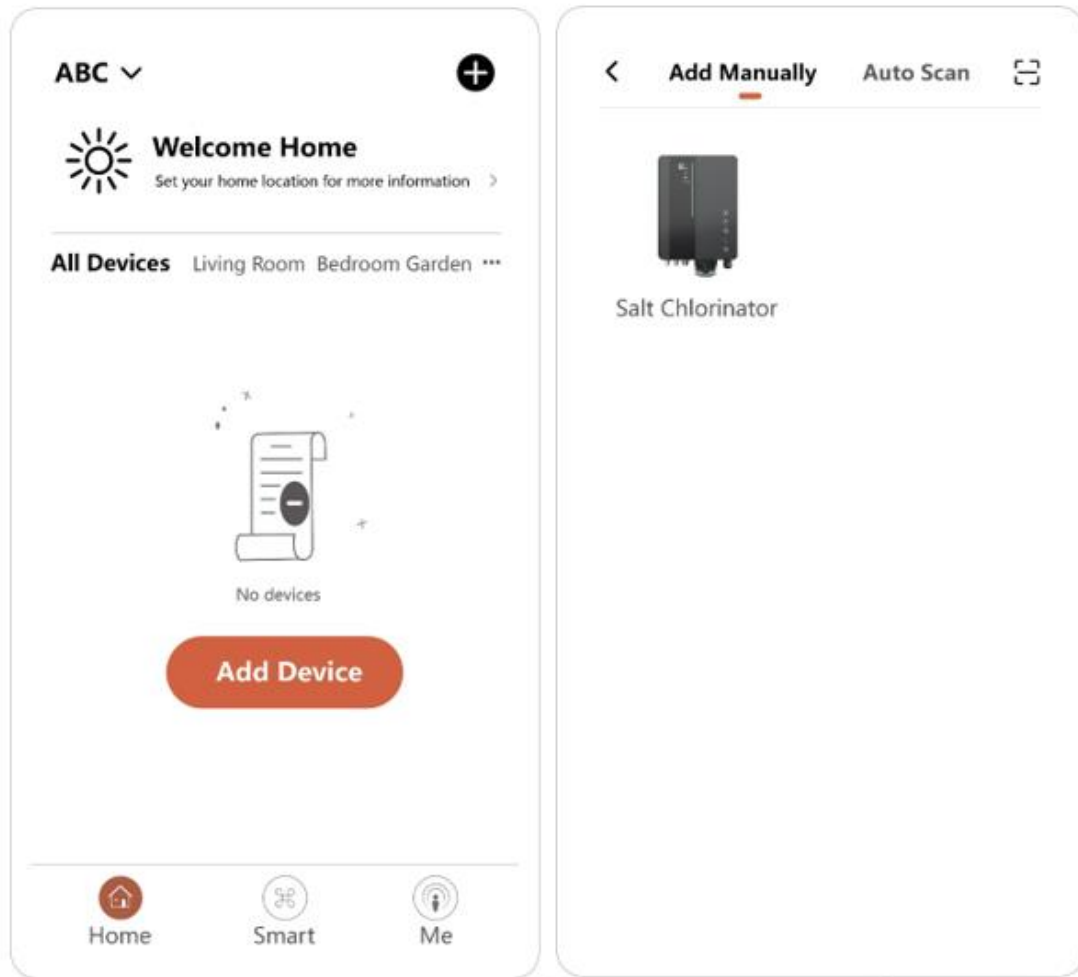 ABC
Welcome Home
Set your home location for more information
All Devices Living Room Bedroom Garden ...
No devices
Add Device
Home Smart Me
Add Manually Auto Scan
Salt Chlorinator